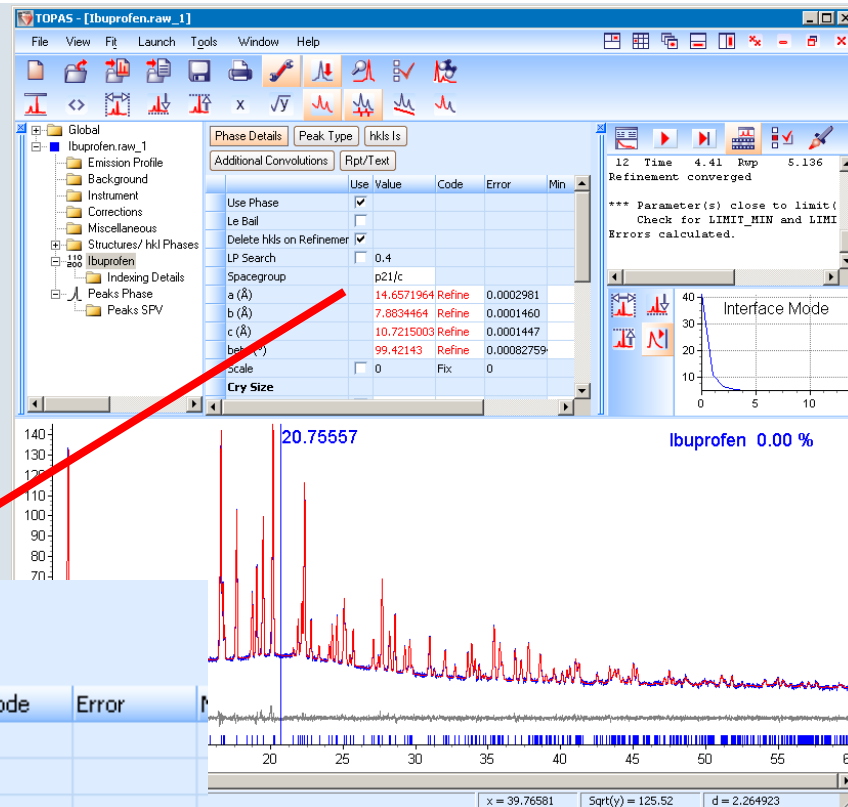 TOPAS - [Ibuprofen.raw_1]
File View Fit Launch Tools Window Help
Global
Ibuprofen.raw_1
Emission Profile
Background
Instrument
Corrections
Miscellaneous
Structures/ hkl Phases
Ibuprofen
Indexing Details
Peaks Phase
Peaks SPV
Phase Details Peak Type hkls Is
Additional Convolutions Rpt/Text
Use Value Code Error Min
Use Phase
Le Bail
Delete hkls on Refinemer
LP Search 0.4
Spacegroup p21/c
a (Å) 14.6571964 Refine 0.0002981
b (Å) 7.8834464 Refine 0.0001460
c (Å) 10.7215003 Refine 0.0001447
99.42143 Refine 0.00082759
Scale 0 Fix 0
Cry Size
12 Time 4.41 Rwp 5.136
Refinement converged
*** Parameter(s) close to limit(
Check for LIMIT_MIN and LIMI
Errors calculated.
Interface Mode
40
30
20
10
0 5 10
20.75557
Ibuprofen 0.00 %
140
130
110
100
90
80
70
ode Error
20 25 30 35 40 45 50 55
x = 39.76581 Sqrt(y) = 125.52 d = 2.264923